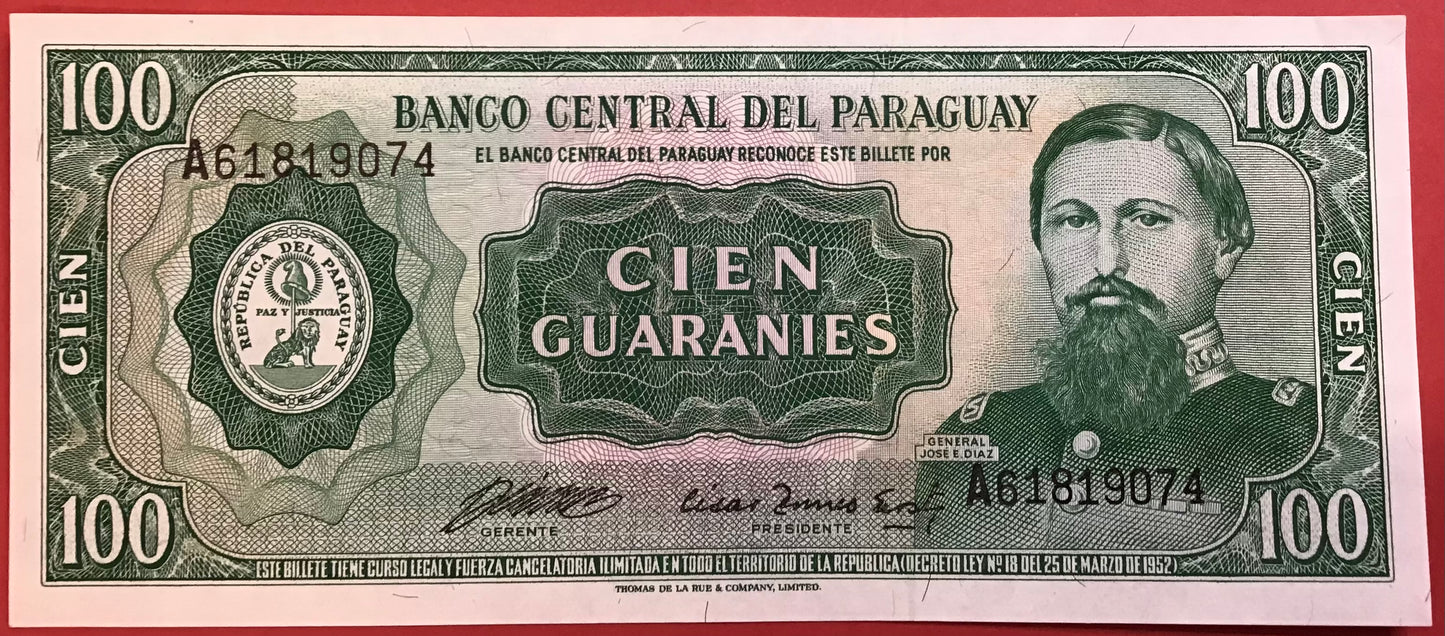 100
100
BANCO CENTRAL DEL PARAGUAY
EL BANCO CENTRAL DEL PARAGUAY RECONOCE ESTE BILLETE POR
A61819074
REPÚBLICA DEL PARAGUAY
PAZ Y JUSTICIA
CIEN
GUARANIES
CIEN
CIEN
GENERAL
JOSE E. DIAZ
A61819074
GERENTE
PRESIDENTE
100
100
ESTE BILLETE TIENE CURSO LEGAL Y FUERZA CANCELATORIA ILIMITADA EN TODO EL TERRITORIO DE LA REPUBLICA (DECRETO LEY Nº 18 DEL 25 DE MARZO DE 1952)
THOMAS DE LA RUE & COMPANY, LIMITED.